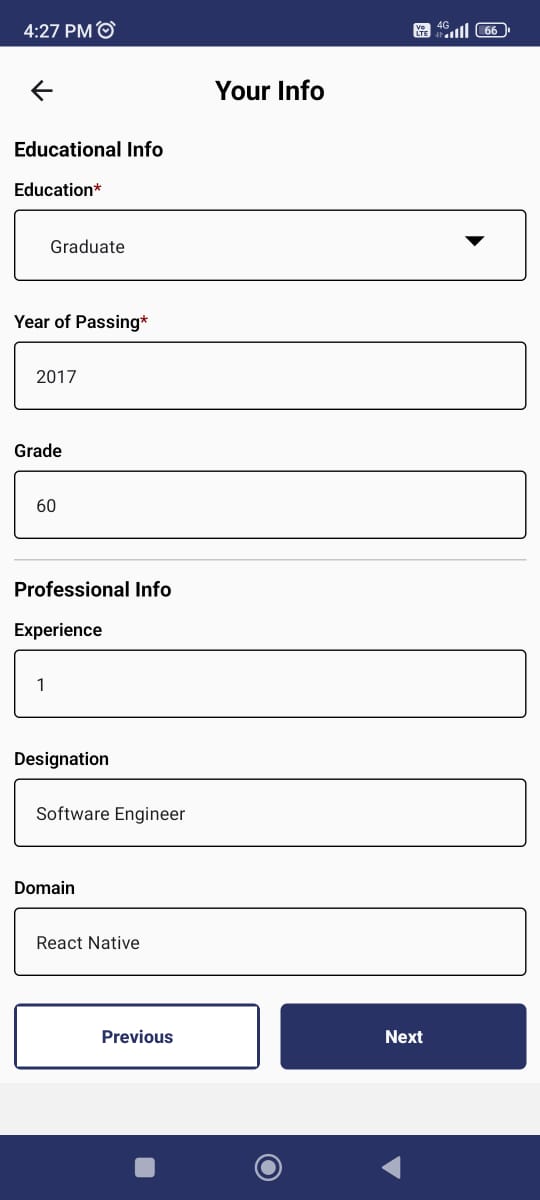 4:27 PM
Vo LTE 4G 66
Your Info
Educational Info
Education*
Graduate
Year of Passing*
2017
Grade
60
Professional Info
Experience
1
Designation
Software Engineer
Domain
React Native
Previous
Next